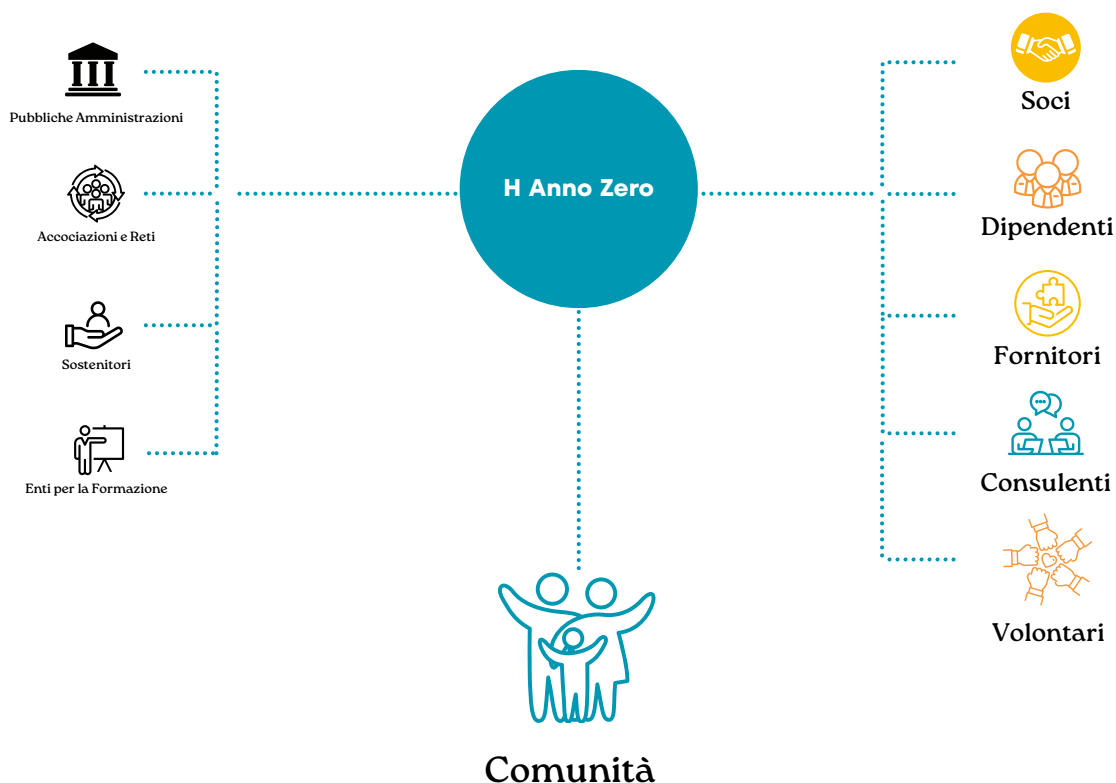 Pubbliche Amministrazioni
Accociazioni e Reti
Sostenitori
Enti per la Formazione
H Anno Zero
Soci
Dipendenti
Fornitori
Consulenti
Volontari
Comunità